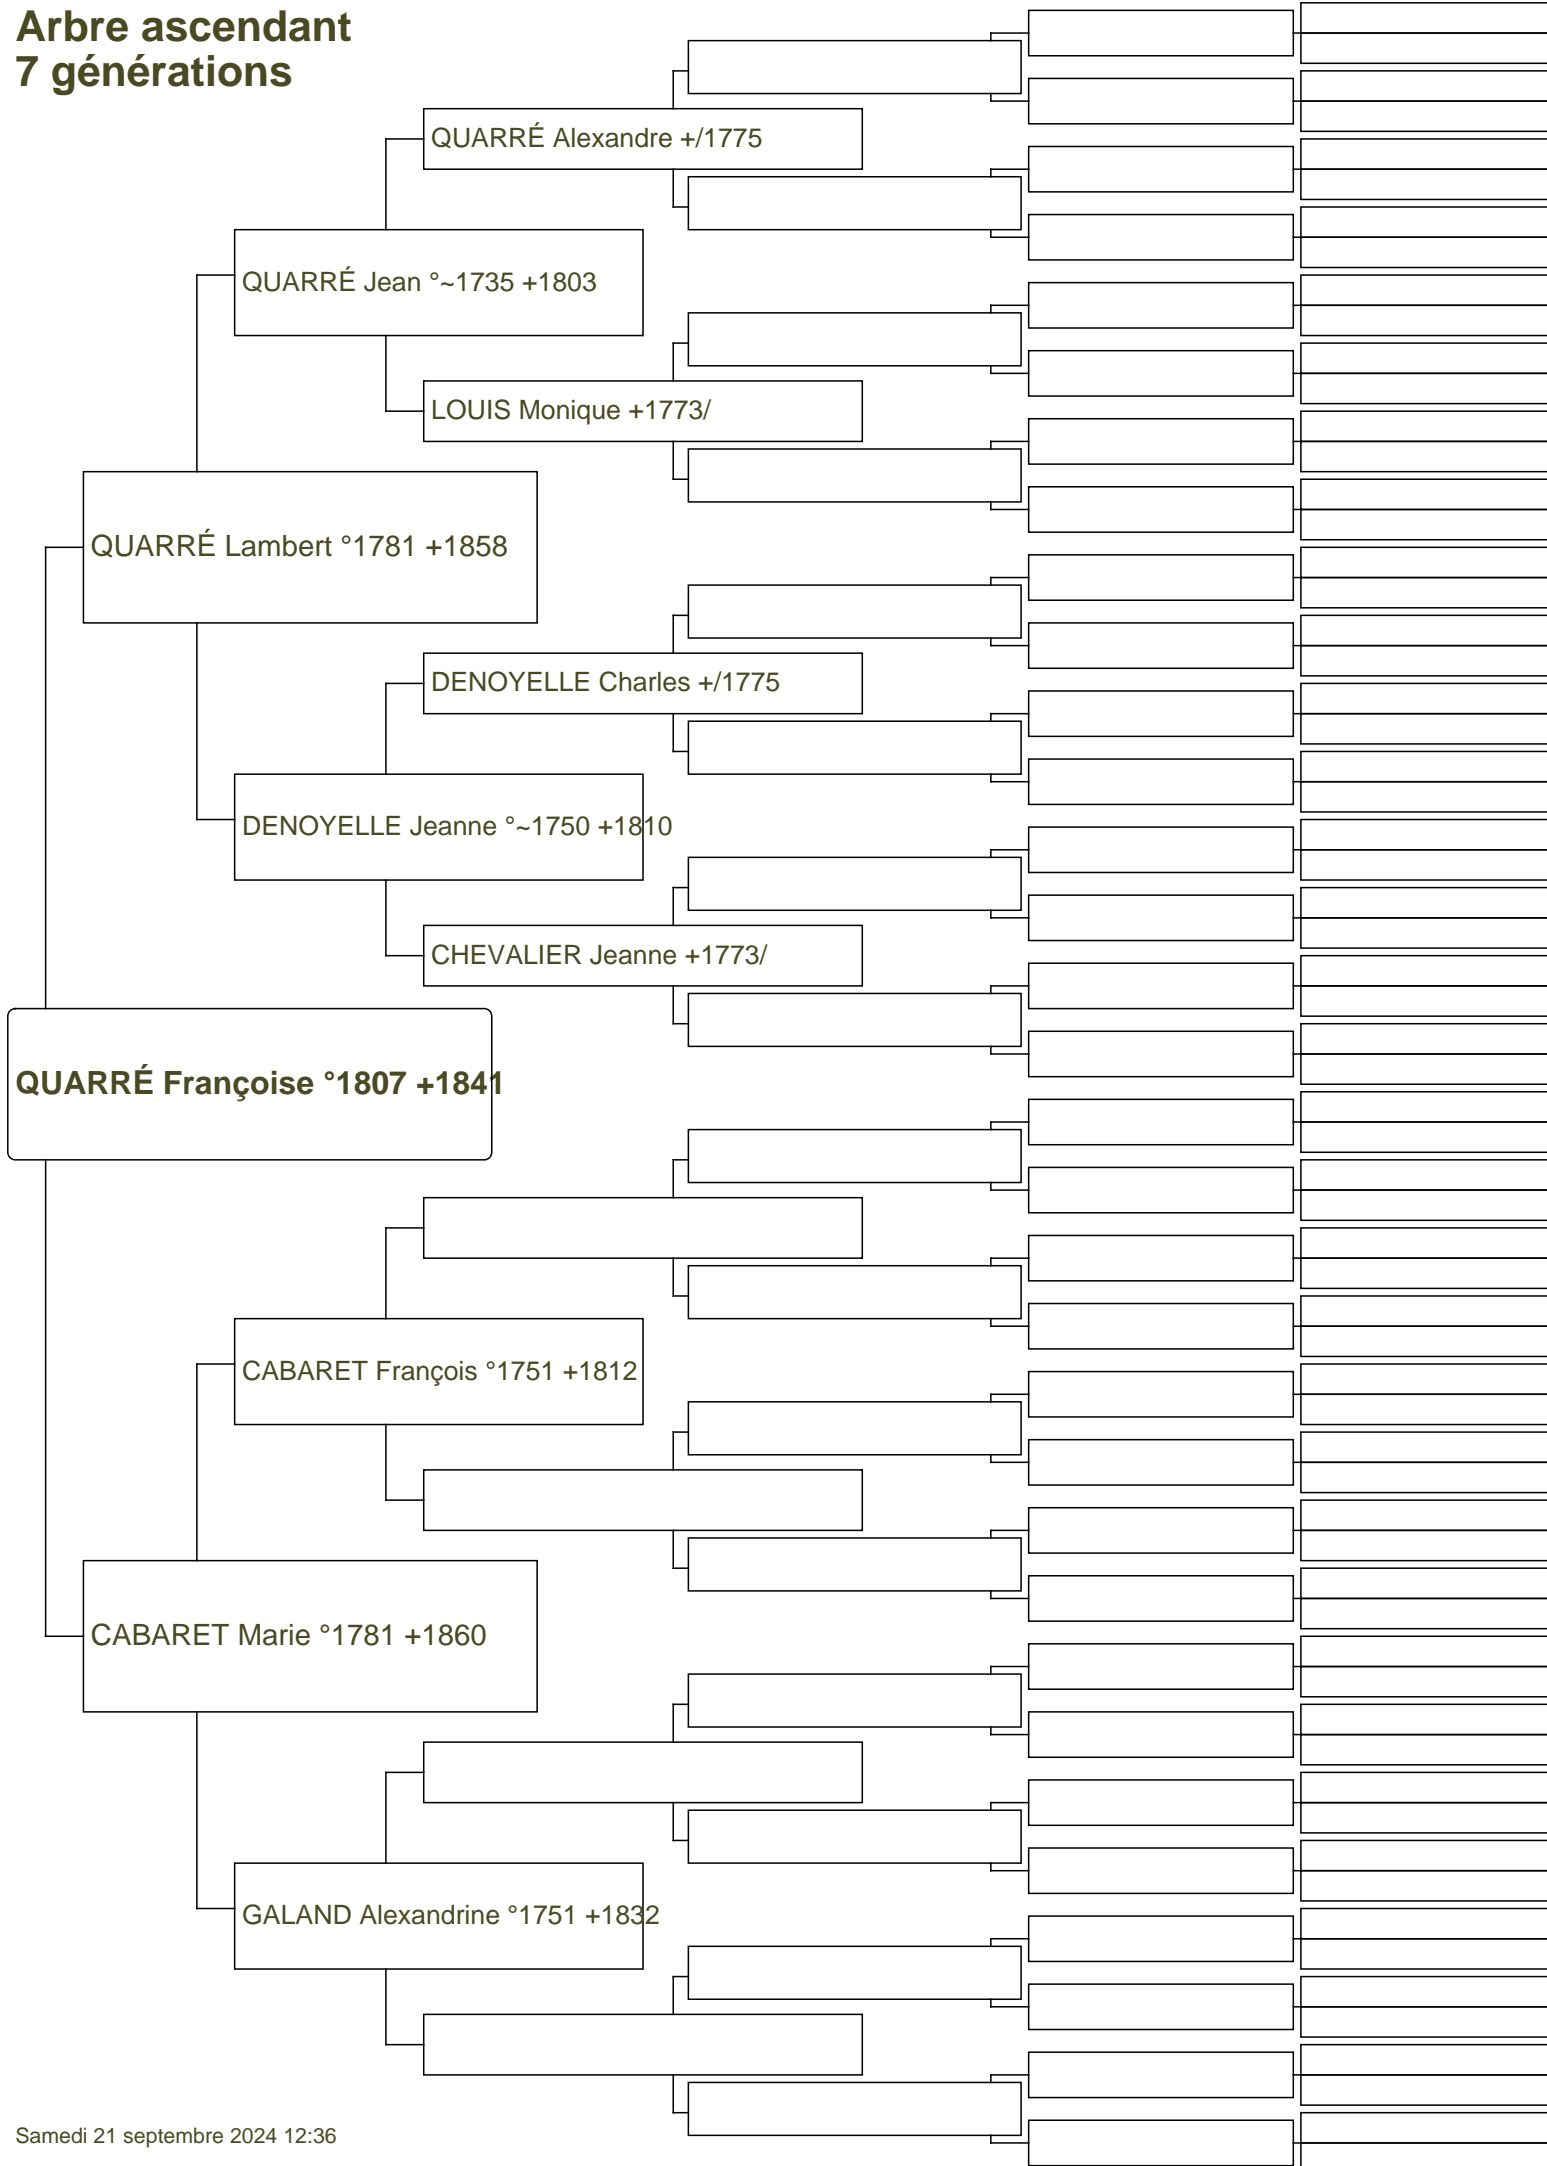 Arbre ascendant
7 générations
QUARRÉ Alexandre +/1775
QUARRÉ Jean °~1735 +1803
LOUIS Monique +1773/
QUARRÉ Lambert °1781 +1858
DENOYELLE Charles +/1775
DENOYELLE Jeanne °~1750 +1810
CHEVALIER Jeanne +1773/
QUARRÉ Françoise °1807 +1841
CABARET François °1751 +1812
CABARET Marie °1781 +1860
GALAND Alexandrine °1751 +1832
Samedi 21 septembre 2024 12:36